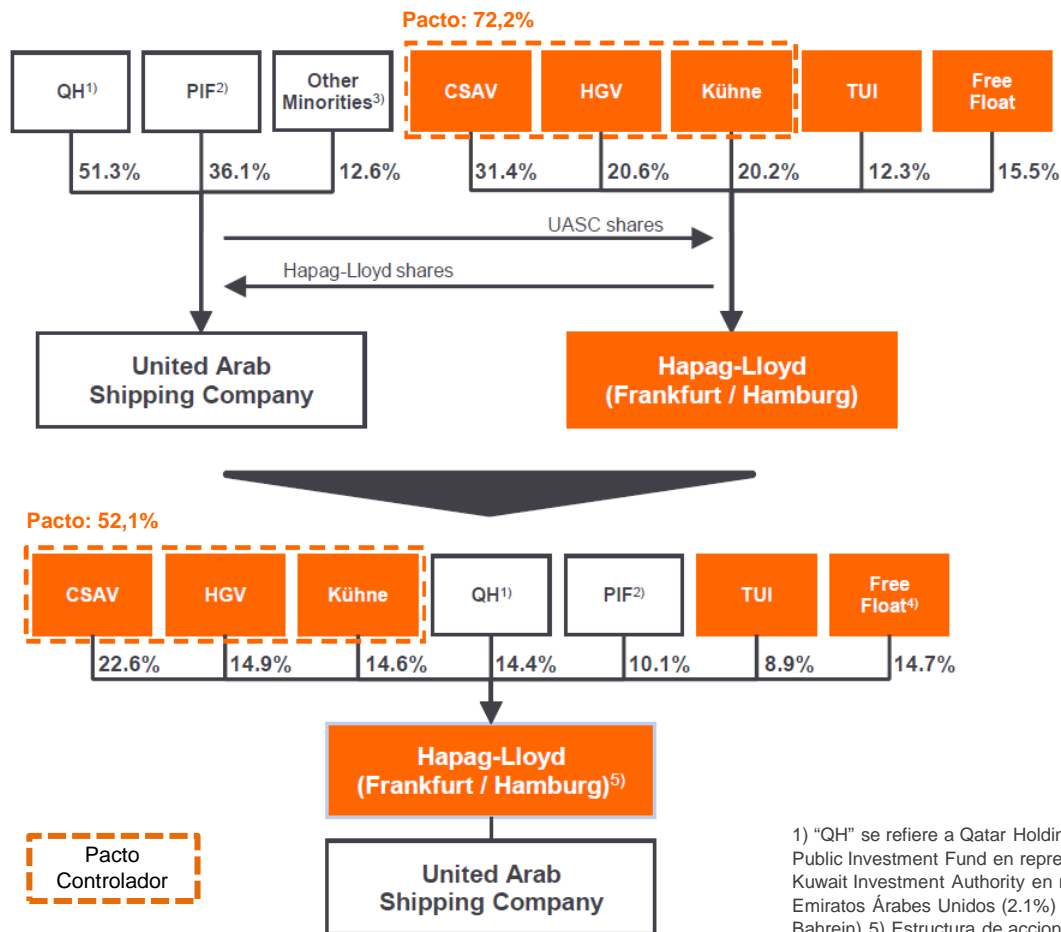 Pacto: 72,2%
QH1)
PIF2)
Other
Minorities3)
CSAV
HGV
Kühne
TUI
Free
Float
51.3%
36.1%
12.6%
31.4%
20.6%
20.2%
12.3%
15.5%
UASC shares
Hapag-Lloyd shares
United Arab
Shipping Company
Hapag-Lloyd
(Frankfurt / Hamburg)
Pacto: 52,1%
CSAV
HGV
Kühne
QH1)
PIF2)
TUI
Free
Float4)
22.6%
14.9%
14.6%
14.4%
10.1%
8.9%
14.7%
Hapag-Lloyd
(Frankfurt / Hamburg)5)
United Arab
Shipping Company
Pacto
Controlador
1) “QH” se refiere a Qatar
Public Investment Fund en
Kuwait Investment Authority en
Emiratos Árabes Unidos (2.1%)
Bahrein) 5) Estructura de